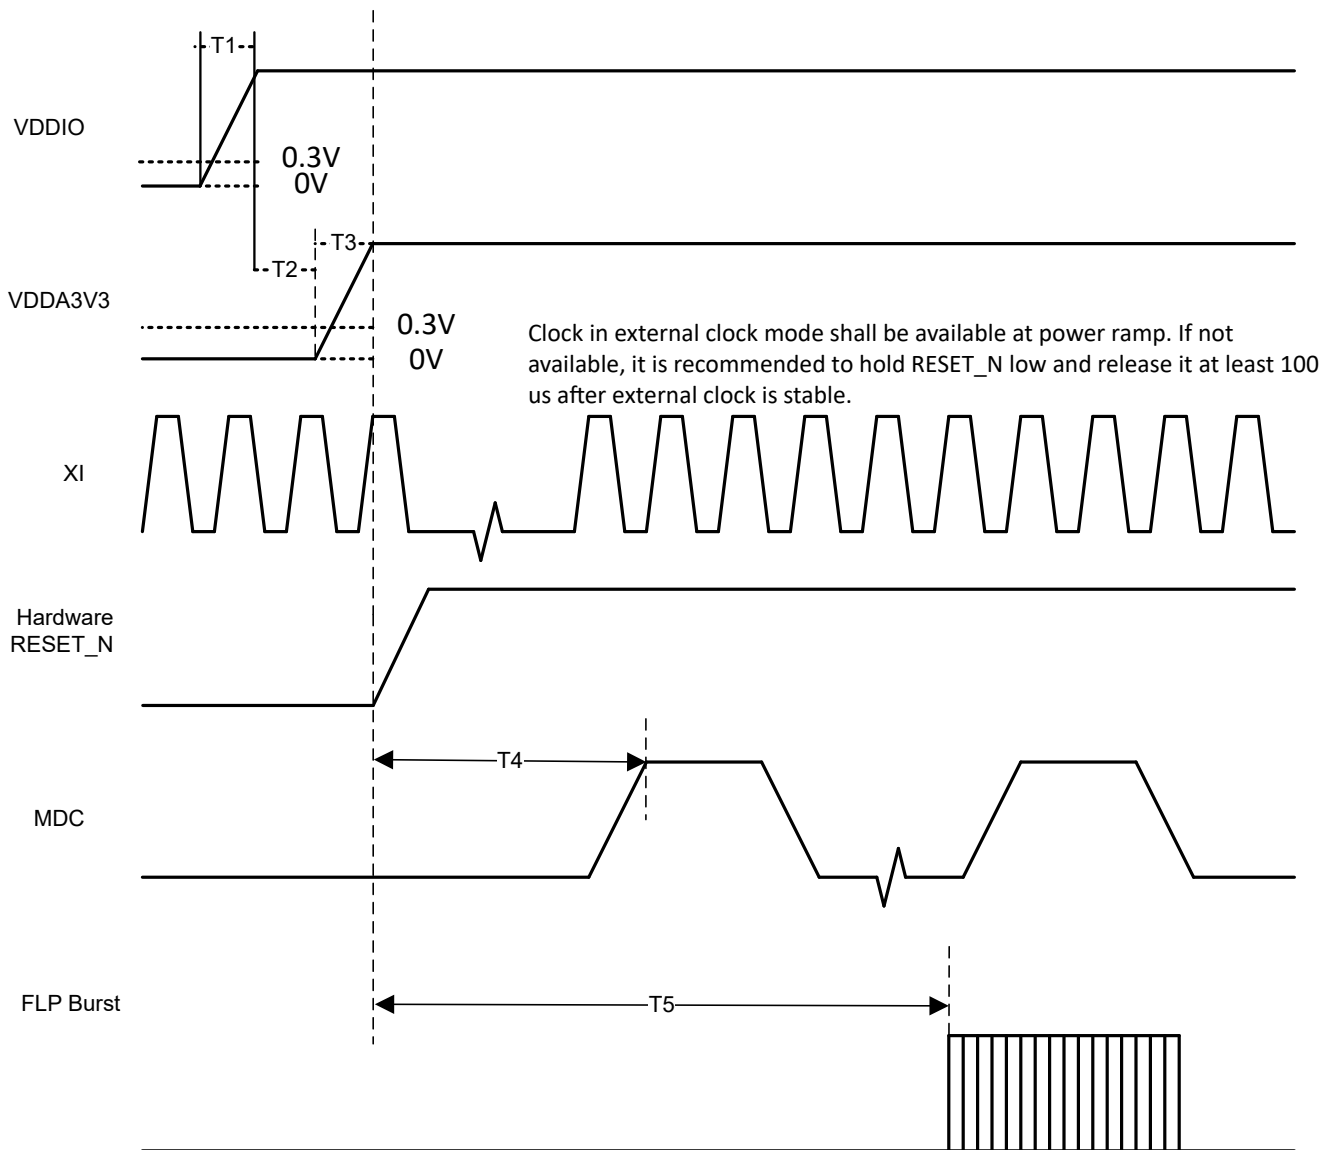 T1
VDDIO
0.3V
0V
T3
T2
VDDA3V3
0.3V
0V
Clock in external clock mode shall be available at power ramp. If not
available, it is recommended to hold RESET_N low and release it at least 100
us after external clock is stable.
XI
Hardware
RESET_N
T4
MDC
FLP Burst
T5